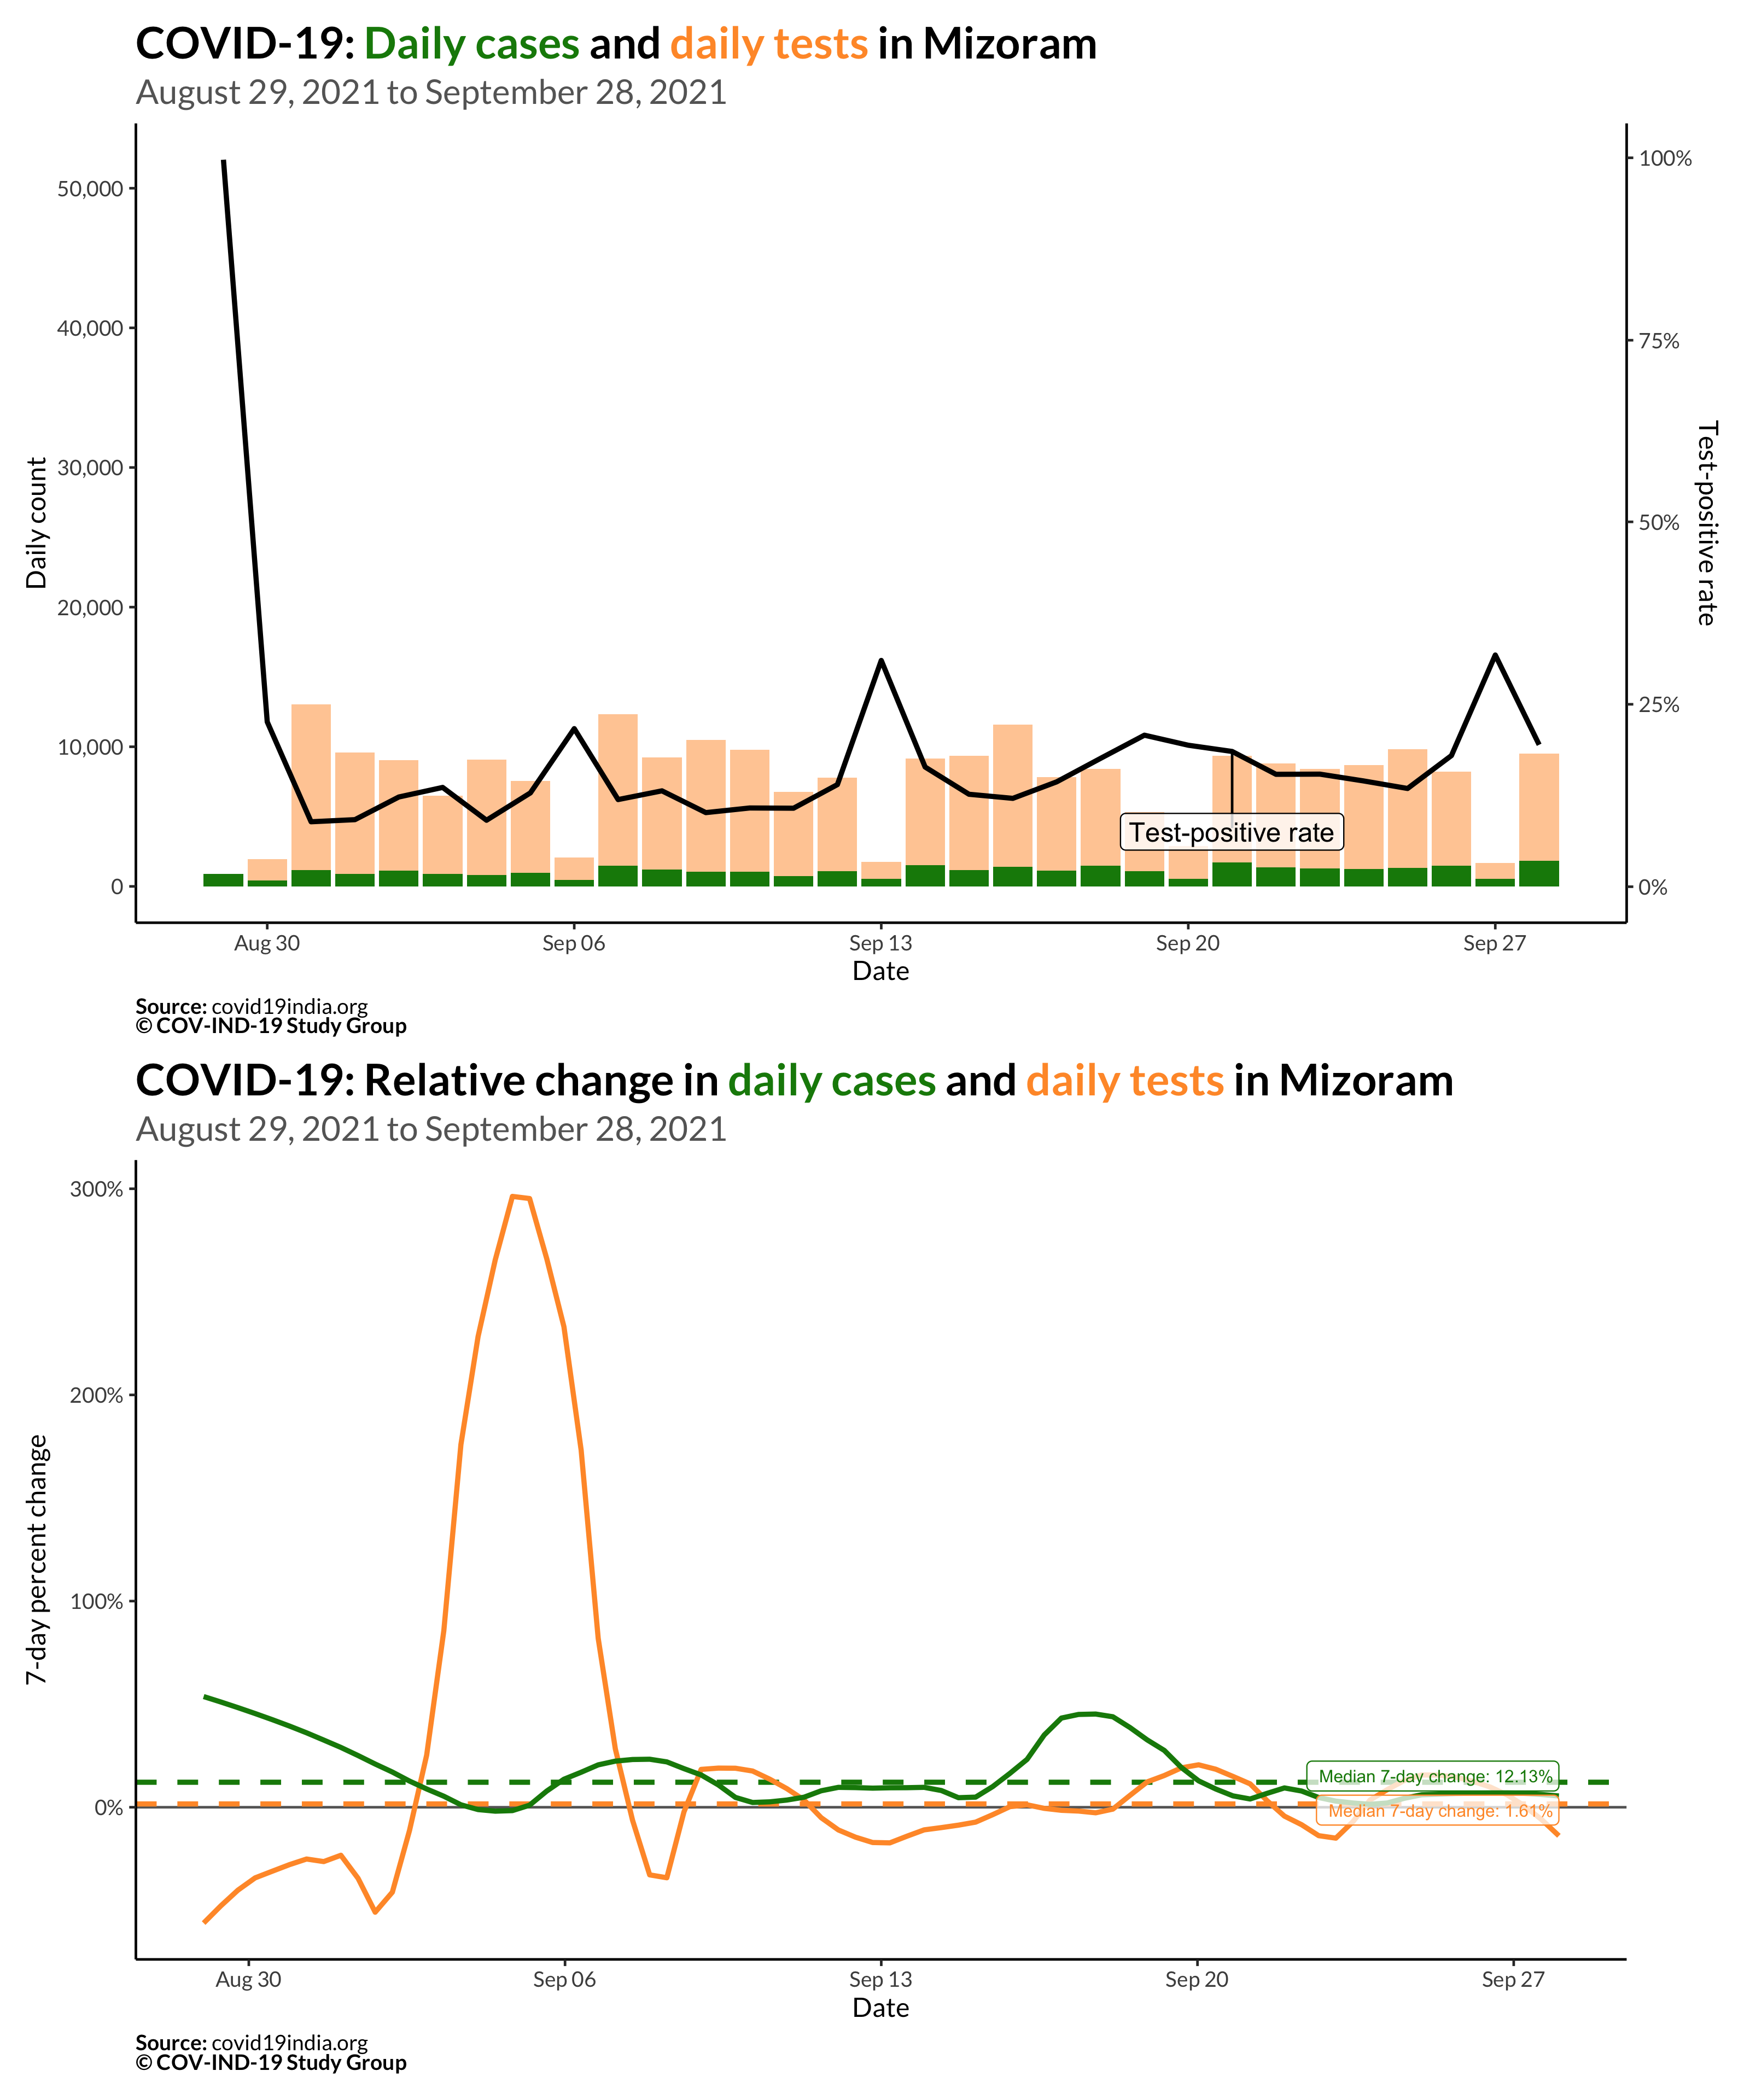 COVID-19: Daily cases and daily tests in Mizoram
August 29, 2021 to September 28, 2021
50,000
40,000
30,000
20,000
10,000
0
Daily count
100%
75%
50%
25%
0%
Test-positive rate
Test-positive rate
Aug 30
Sep 06
Sep 13
Sep 20
Sep 27
Date
Source: covid19india.org
© COV-IND-19 Study Group
COVID-19: Relative change in daily cases and daily tests in Mizoram
August 29, 2021 to September 28, 2021
300%
200%
100%
0%
7-day percent change
Median 7-day change: 12.13%
Median 7-day change: 1.61%
Aug 30
Sep 06
Sep 13
Sep 20
Sep 27
Date
Source: covid19india.org
© COV-IND-19 Study Group